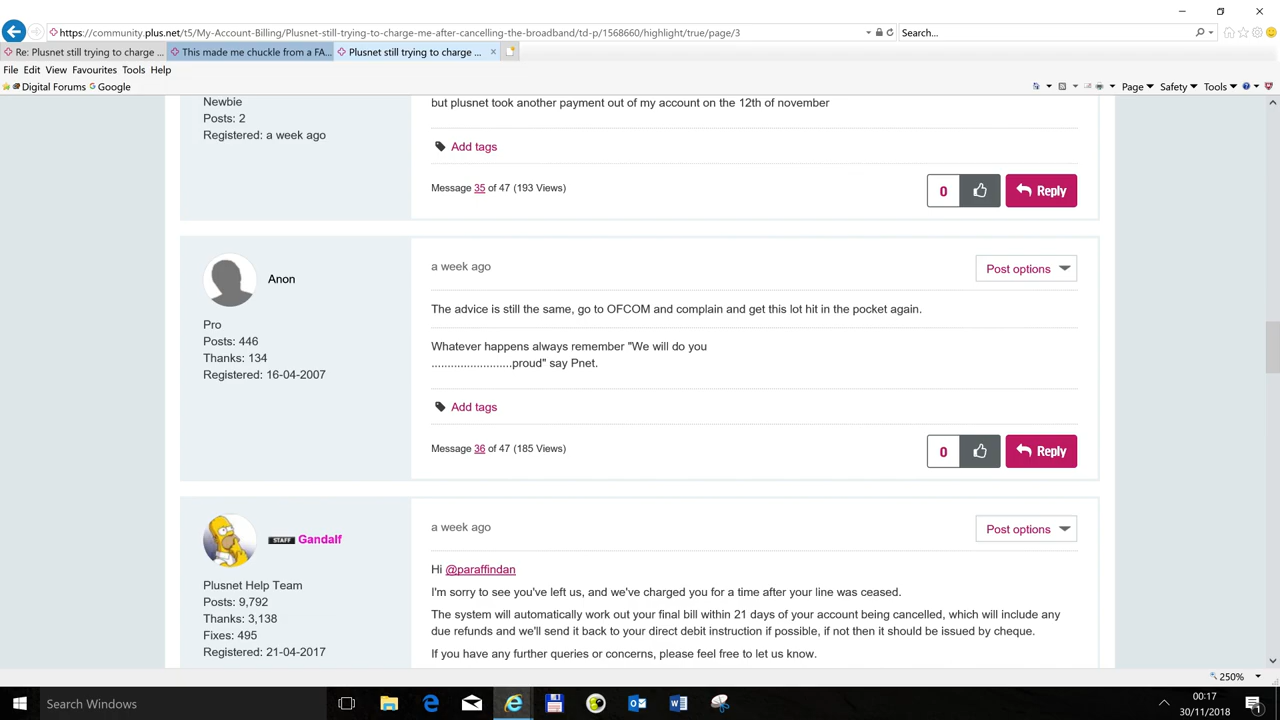 https://community.plus.net/t5/My-Account-Billing/Plusnet-still-trying-to-charge-me-after-cancelling-the-broadband/td-p/1568660/highlight/true/page/3
Search...
Re: Plusnet still trying to charge ...
This made me chuckle from a FA...
Plusnet still trying to charge ...
File Edit View Favourites Tools Help
Digital Forums Google
Page Safety Tools
Newbie
Posts: 2
Registered: a week ago
but plusnet took another payment out of my account on the 12th of november
Add tags
Message 35 of 47 (193 Views)
0
Reply
Anon
Pro
Posts: 446
Thanks: 134
Registered: 16-04-2007
a week ago
Post options
The advice is still the same, go to OFCOM and complain and get this lot hit in the pocket again.
Whatever happens always remember "We will do you
.........................proud" say Pnet.
Add tags
Message 36 of 47 (185 Views)
0
Reply
STAFF Gandalf
Plusnet Help Team
Posts: 9,792
Thanks: 3,138
Fixes: 495
Registered: 21-04-2017
a week ago
Post options
Hi @paraffindan
I'm sorry to see you've left us, and we've charged you for a time after your line was ceased.
The system will automatically work out your final bill within 21 days of your account being cancelled, which will include any
due refunds and we'll send it back to your direct debit instruction if possible, if not then it should be issued by cheque.
If you have any further queries or concerns, please feel free to let us know.
250%
Search Windows
00:17
30/11/2018
1